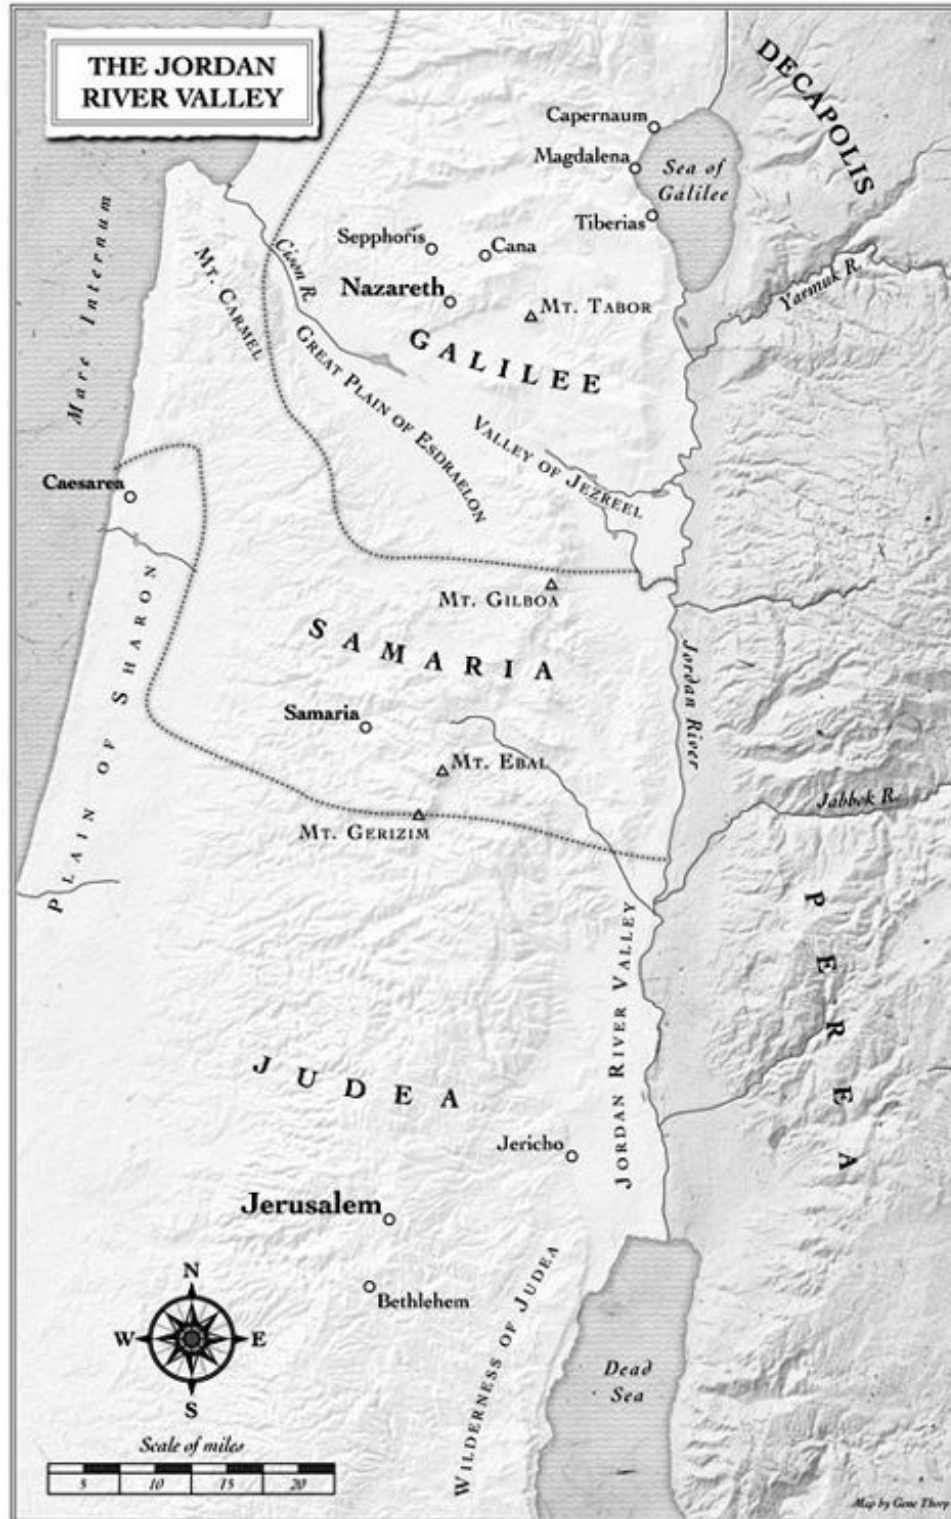 THE JORDAN
RIVER VALLEY
DECAPOLIS
Capernaum
Magdalena
Sea of
Galilee
Tiberias
Mare Internum
Sepphoris
Cana
Cison R.
MT. CARMEL
Yarmuk R.
Nazareth
MT. TABOR
GALILEE
GREAT PLAIN OF ESDRAELON
VALLEY OF JEZREEL
Caesarea
MT. GILBOA
PLAIN OF SHARON
SAMARIA
Jordan River
Samaria
MT. EBAL
Jabbok R.
MT. GERIZIM
PEREA
JORDAN RIVER VALLEY
JUDEA
Jericho
Jerusalem
WILDERNESS OF JUDEA
Bethlehem
N
W E
S
Dead
Sea
Scale of miles
5 10 15 20
Map by Gene Thorp